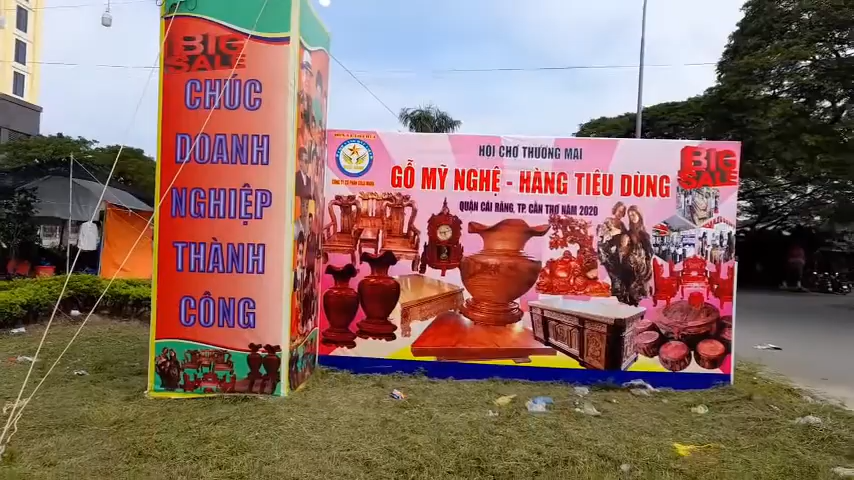 BIG
SALE
CHÚC
DOANH
NGHIỆP
THÀNH
CÔNG
HỘI CHỢ THƯƠNG MẠI
GỖ MỸ NGHỆ - HÀNG TIÊU DÙNG
QUẬN CÁI RĂNG, TP. CẦN THƠ NĂM 2020
BIG
SALE